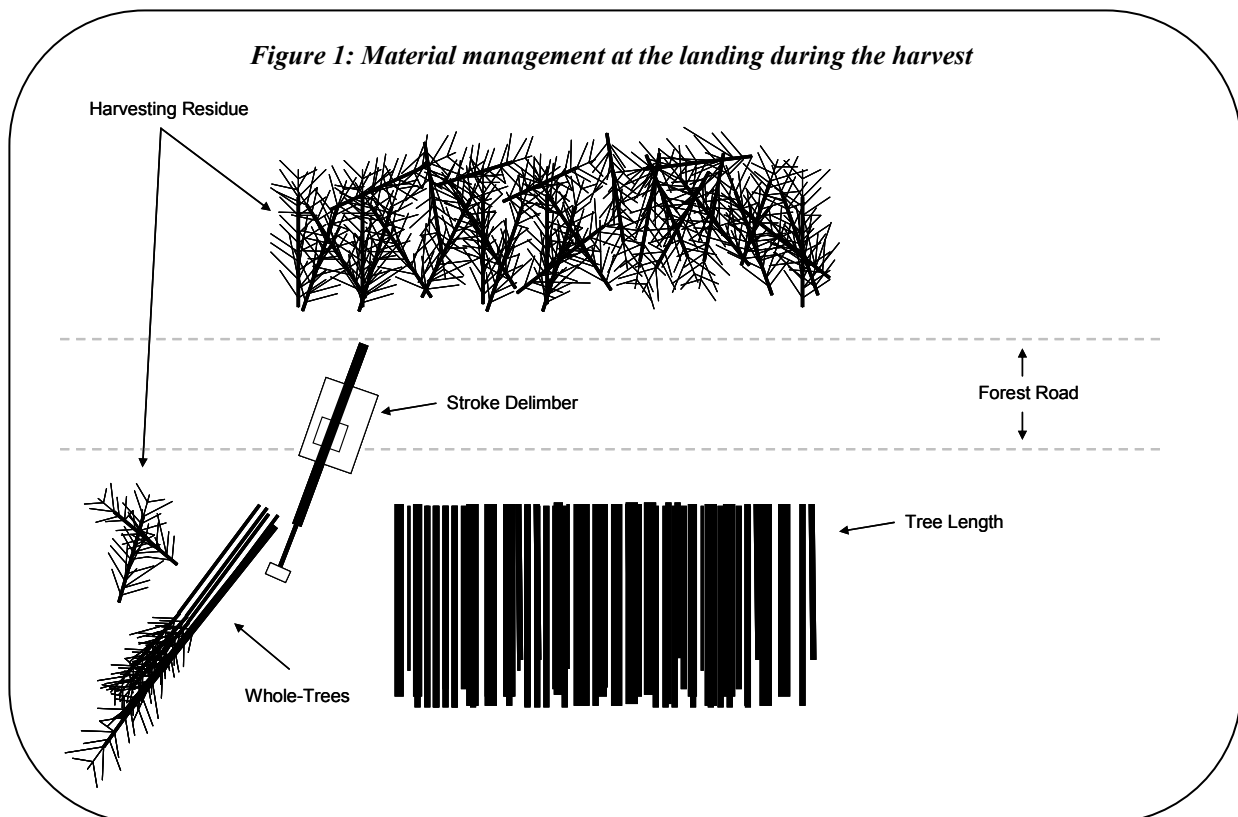 Figure 1: Material management at the landing during the harvest
Harvesting Residue
Forest Road
Stroke Delimber
Tree Length
Whole-Trees